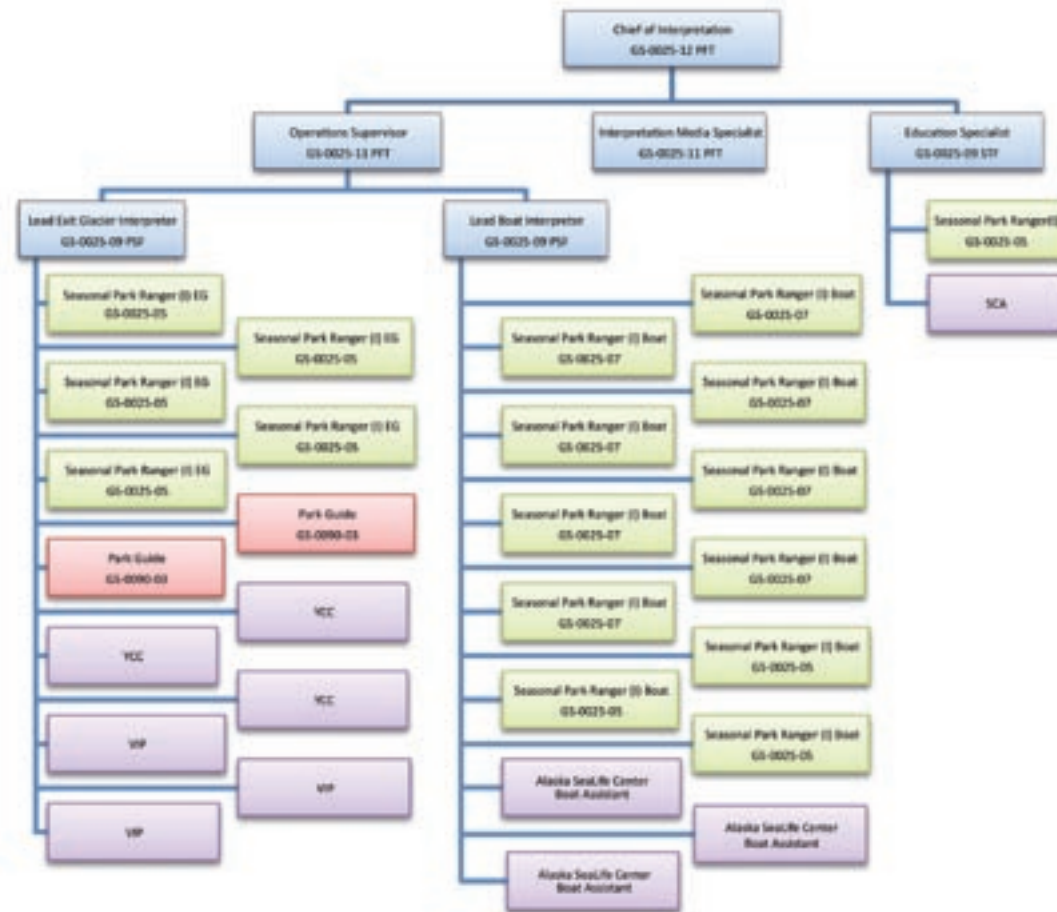 Chief of Interpretation
GS-0025-12 PFT
Operations Supervisor
GS-0025-11 PFT
Interpretation Media Specialist
GS-0025-11 PFT
Education Specialist
GS-0025-09 STF
Lead Exit Glacier Interpreter
GS-0025-09 PSF
Lead Boat Interpreter
GS-0025-09 PSF
Seasonal Park Ranger(I)
GS-0025-05
SCA
Seasonal Park Ranger (I) EG
GS-0025-05
Seasonal Park Ranger (I) EG
GS-0025-05
Seasonal Park Ranger (I) EG
GS-0025-05
Seasonal Park Ranger (I) EG
GS-0025-05
Seasonal Park Ranger (I) EG
GS-0025-05
Park Guide
GS-0090-03
Park Guide
GS-0090-03
YCC
YCC
YCC
VIP
VIP
VIP
Seasonal Park Ranger (I) Boat
GS-0025-07
Seasonal Park Ranger (I) Boat
GS-0025-07
Seasonal Park Ranger (I) Boat
GS-0025-07
Seasonal Park Ranger (I) Boat
GS-0025-07
Seasonal Park Ranger (I) Boat
GS-0025-07
Seasonal Park Ranger (I) Boat
GS-0025-07
Seasonal Park Ranger (I) Boat
GS-0025-07
Seasonal Park Ranger (I) Boat
GS-0025-07
Seasonal Park Ranger (I) Boat
GS-0025-05
Seasonal Park Ranger (I) Boat
GS-0025-05
Seasonal Park Ranger (I) Boat
GS-0025-05
Alaska SeaLife Center
Boat Assistant
Alaska SeaLife Center
Boat Assistant
Alaska SeaLife Center
Boat Assistant